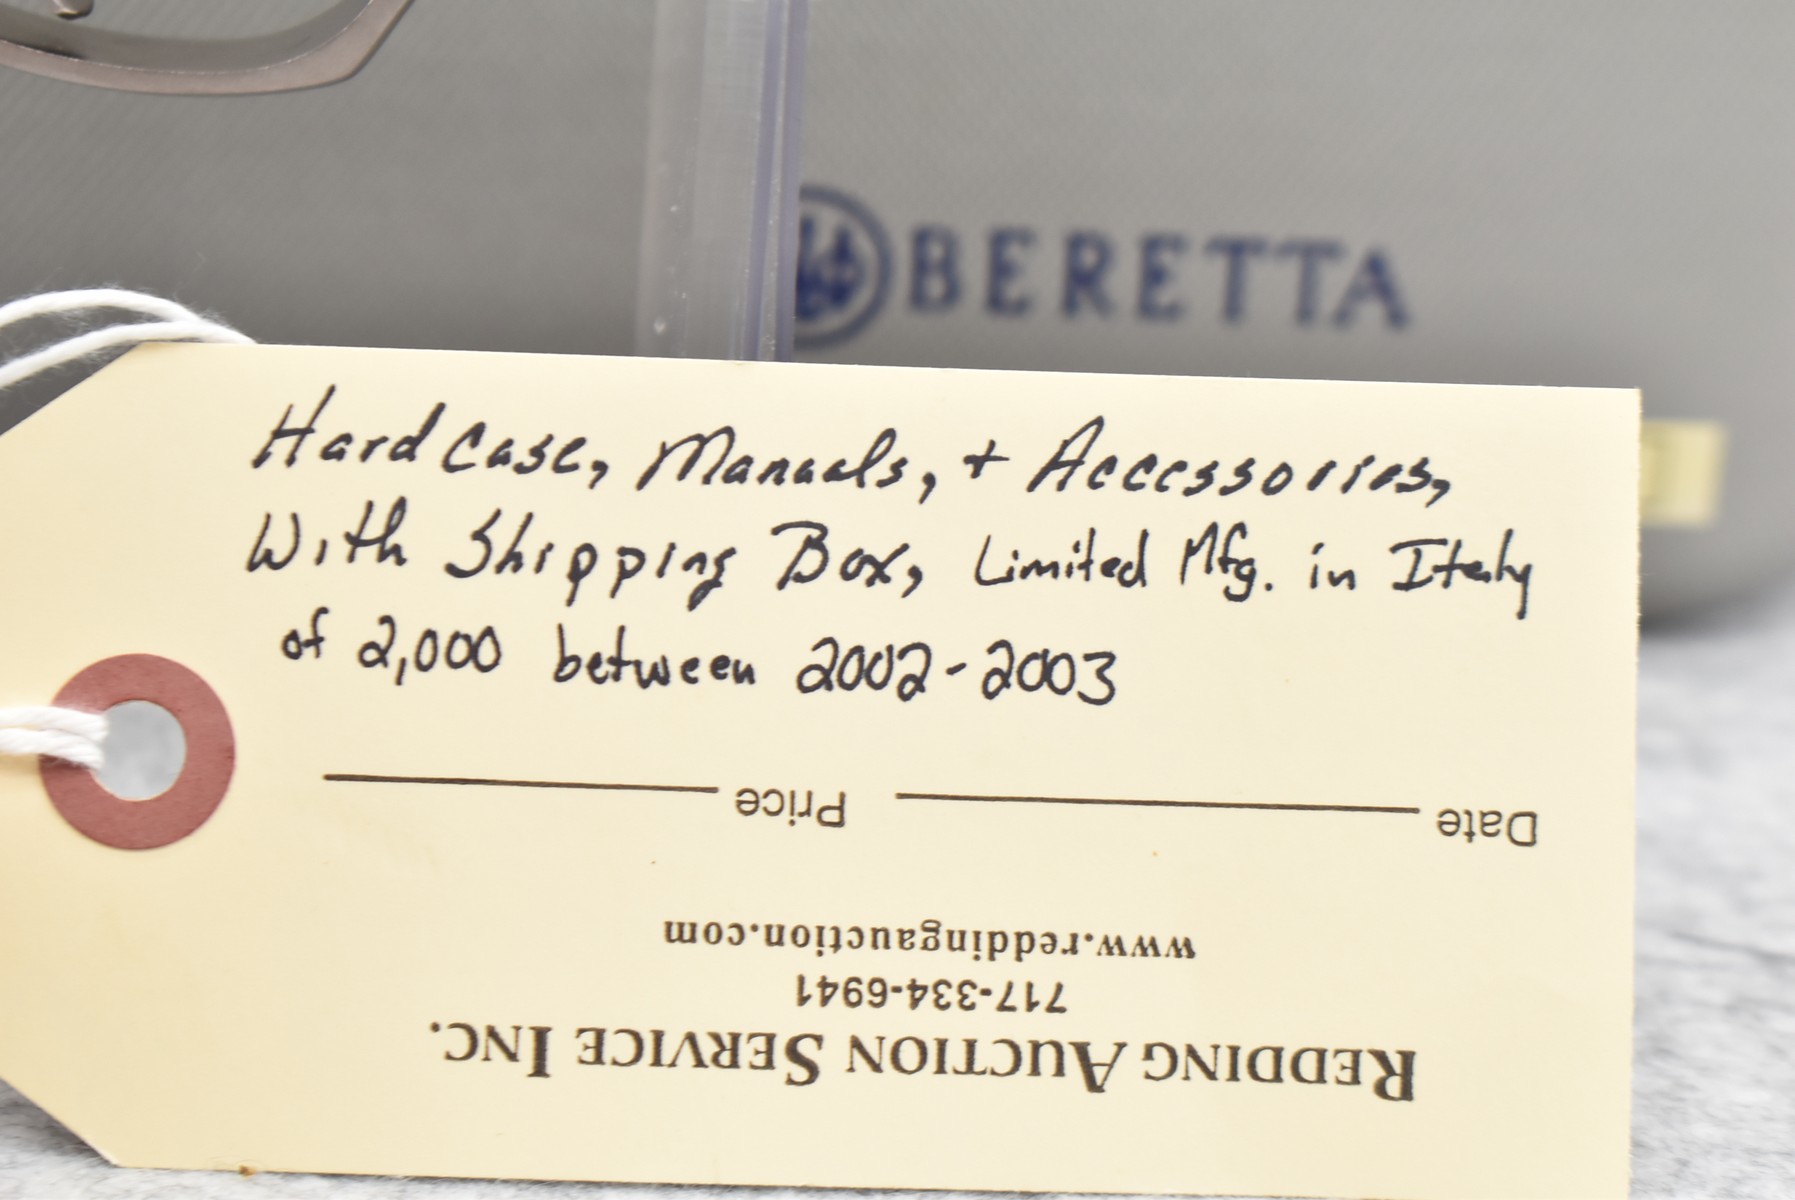 BERETTA
Hard Case, Manuals, + Accessories,
With Shipping Box, Limited Mfg. in Italy
of 2,000 between 2002-2003
Date Price
REDDING AUCTION SERVICE INC.
717-334-6941
www.reddingauction.com